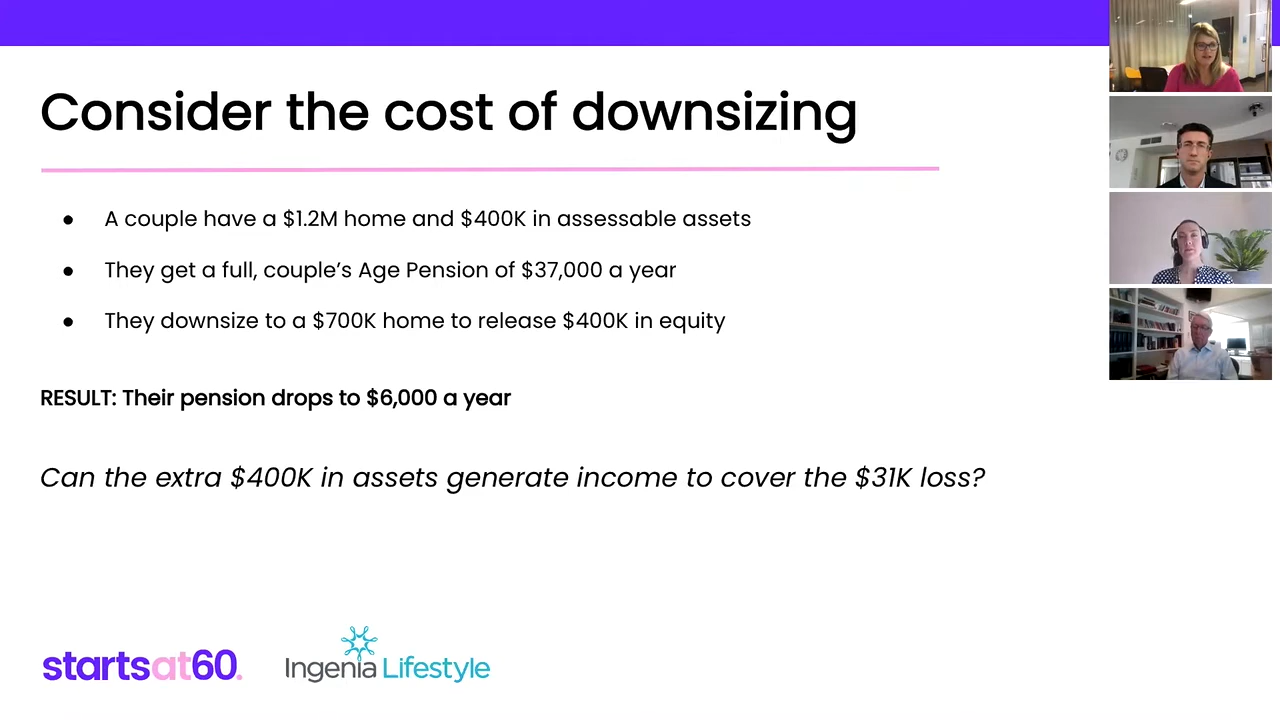 Consider the cost of downsizing
● A couple have a $1.2M home and $400K in assessable assets
● They get a full, couple's Age Pension of $37,000 a year
● They downsize to a $700K home to release $400K in equity
RESULT: Their pension drops to $6,000 a year
Can the extra $400K in assets generate income to cover the $31K loss?
startsat60.
Ingenia Lifestyle